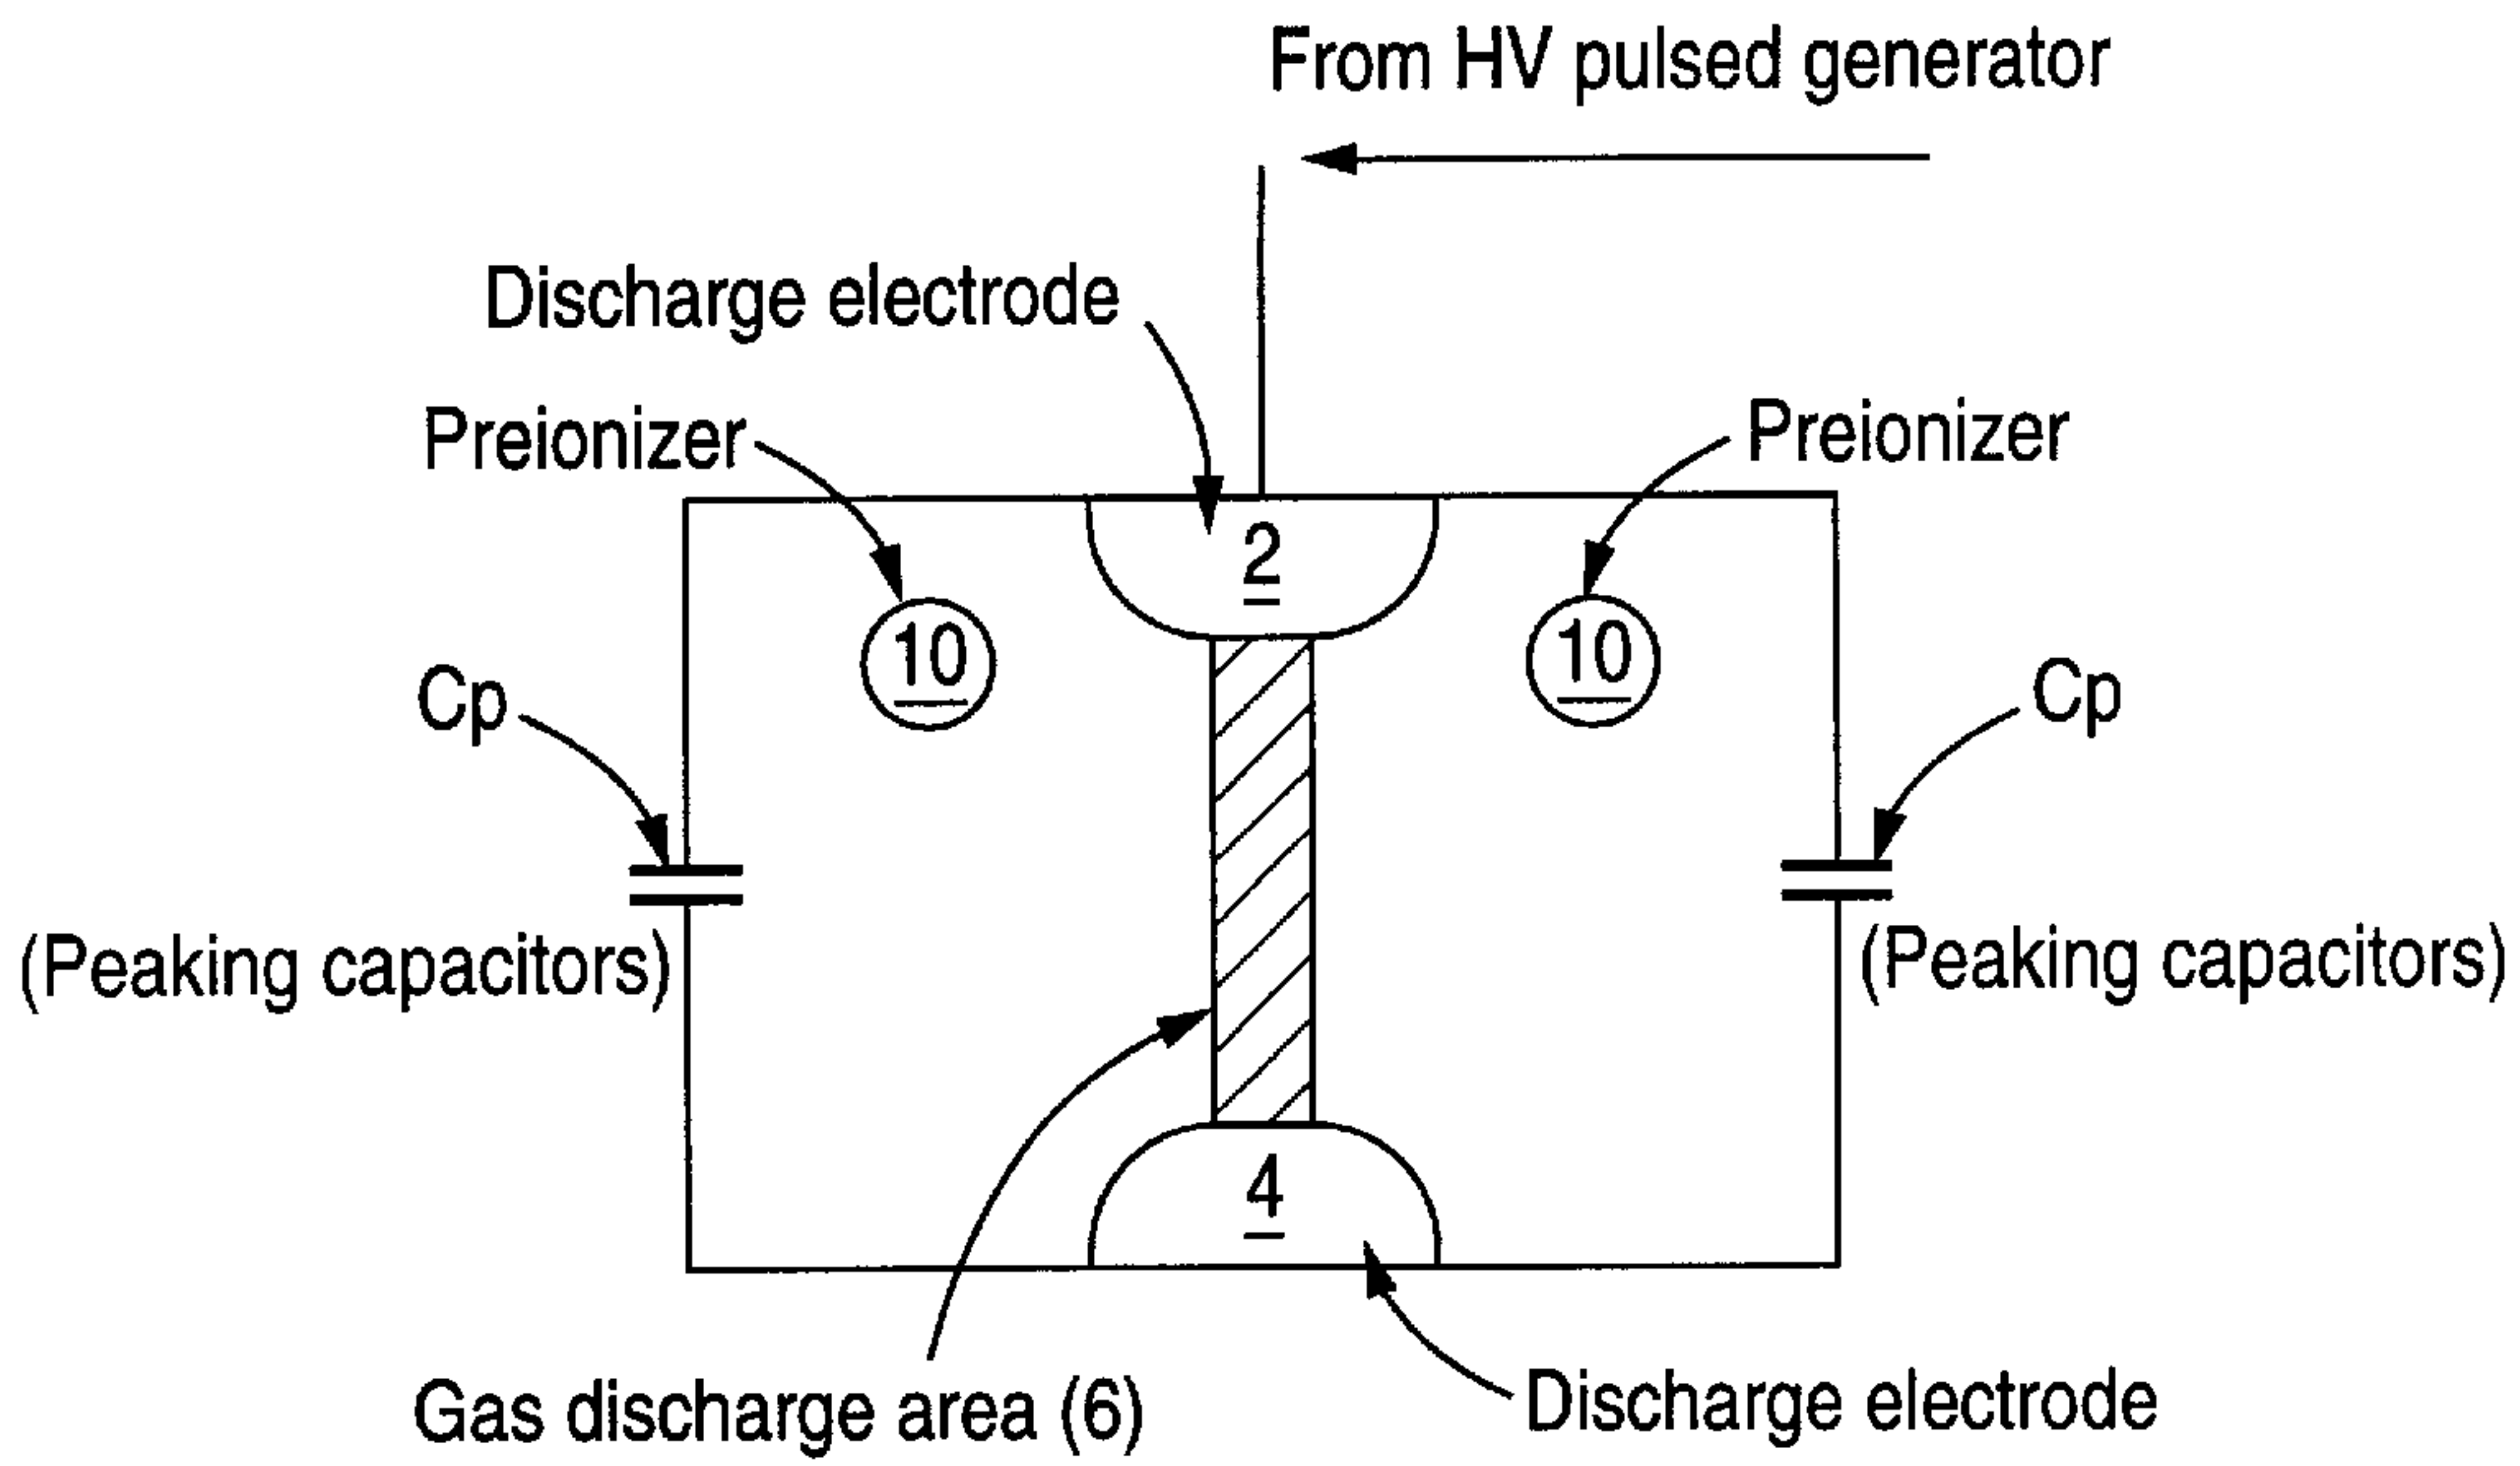 From HV pulsed generator
Discharge electrode
Preionizer
Preionizer
2
10
10
Cp
Cp
(Peaking capacitors)
(Peaking capacitors)
4
Gas discharge area (6)
Discharge electrode